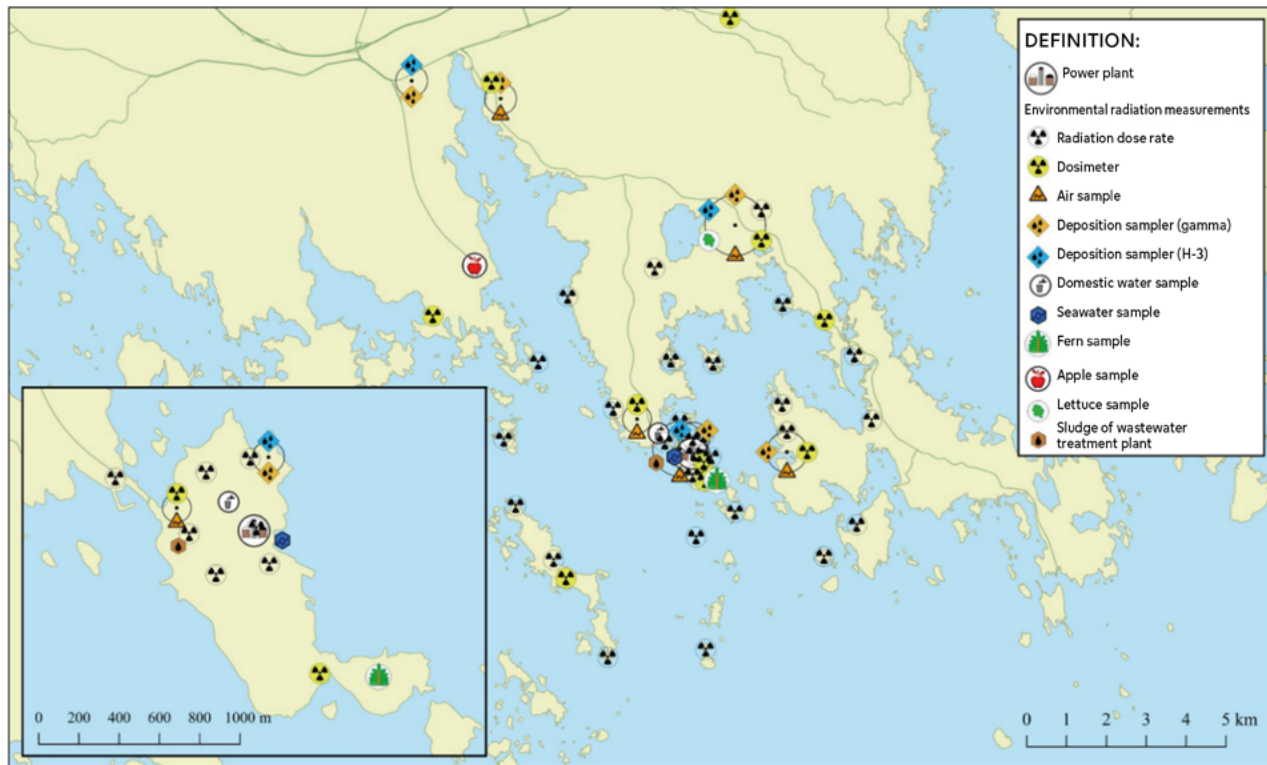 DEFINITION:
Power plant
Environmental radiation measurements
Radiation dose rate
Dosimeter
Air sample
Deposition sampler (gamma)
Deposition sampler (H-3)
Domestic water sample
Seawater sample
Fern sample
Apple sample
Lettuce sample
Sludge of wastewater
treatment plant
0 200 400 600 800 1000 m
0 1 2 3 4 5 km